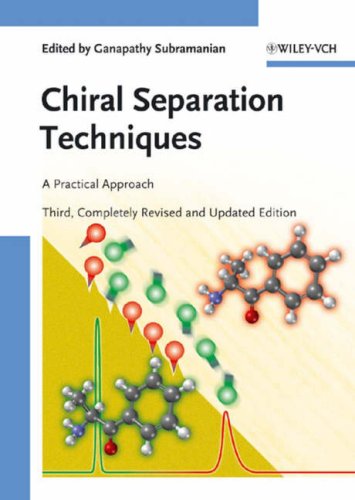 Edited by Ganapathy Subramanian
WILEY-VCH
Chiral Separation
Techniques
A Practical Approach
Third, Completely Revised and Updated Edition